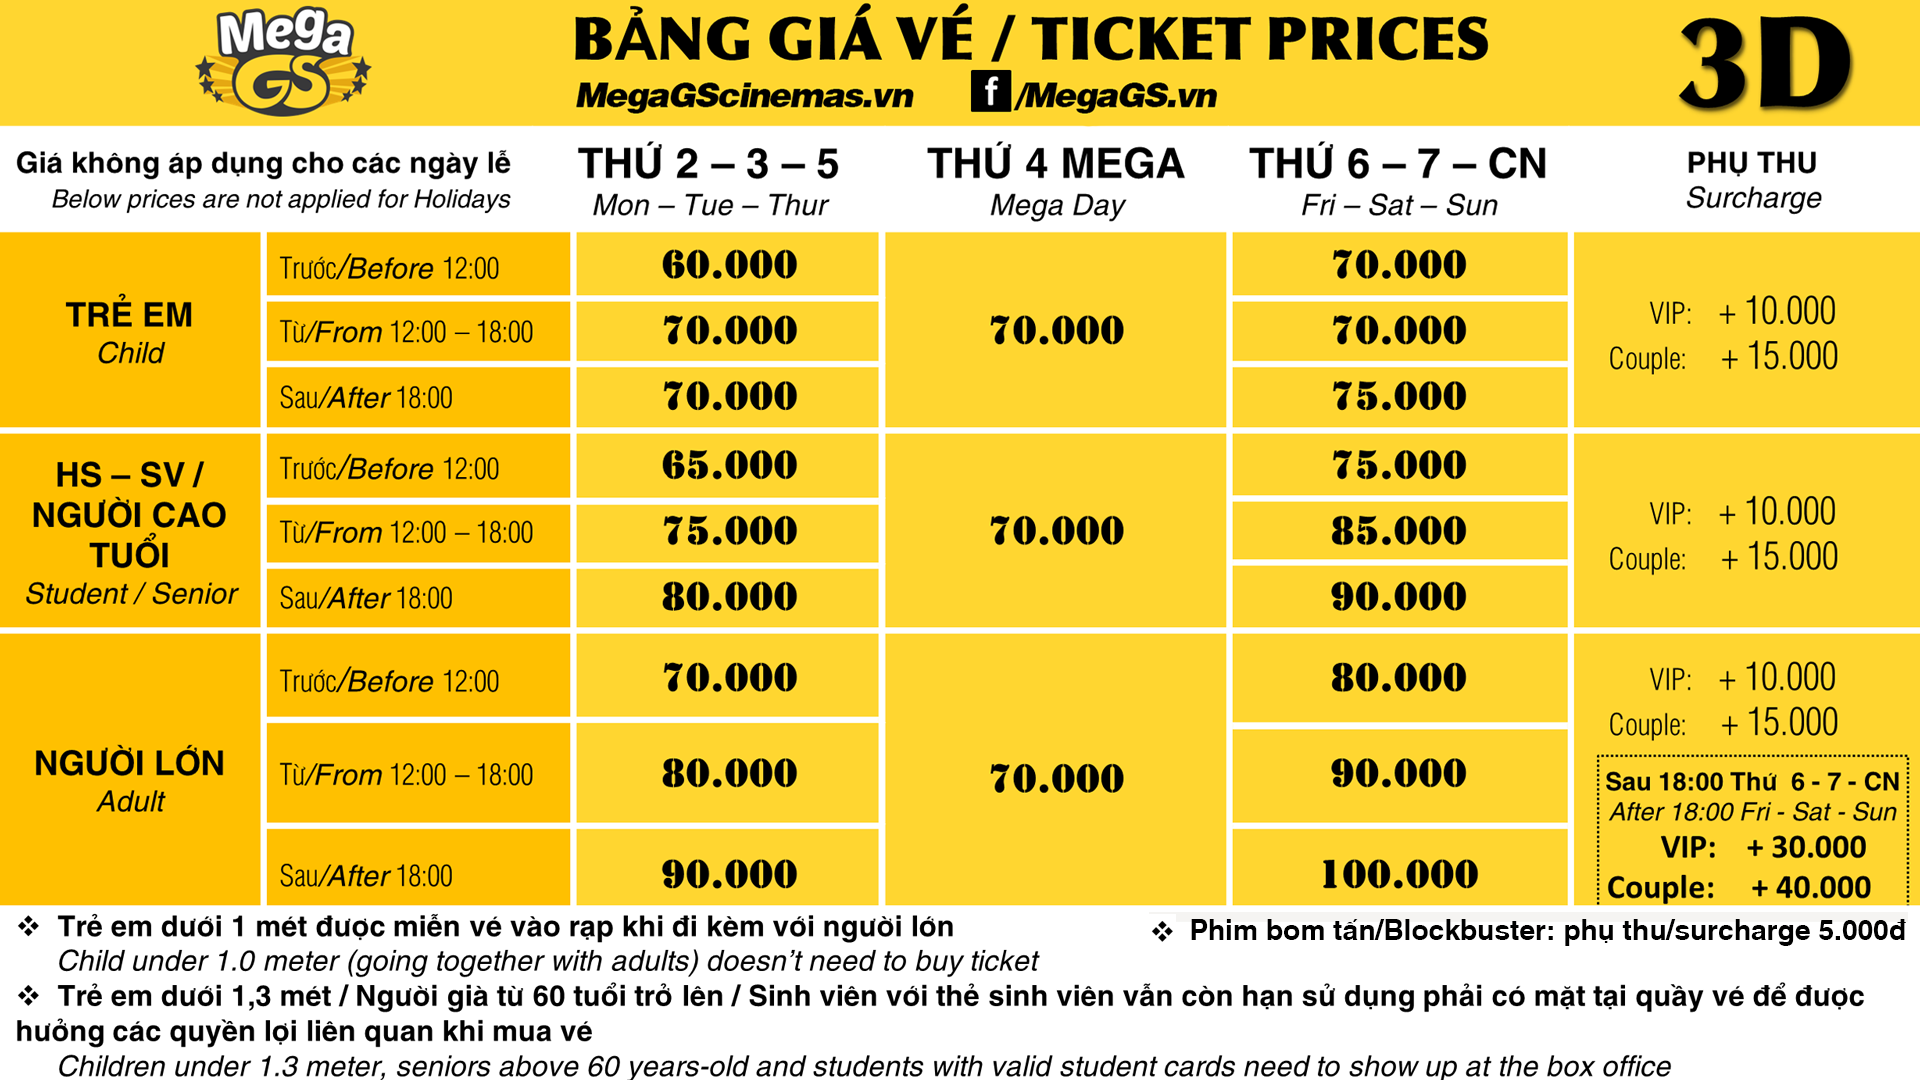 Mega
GS
BẢNG GIÁ VÉ / TICKET PRICES
MegaGScinemas.vn f /MegaGS.vn
3D
Giá không áp dụng cho các ngày lễ
Below prices are not applied for Holidays
THỨ 2 – 3 – 5
Mon – Tue – Thur
THỨ 4 MEGA
Mega Day
THỨ 6 – 7 – CN
Fri – Sat – Sun
PHỤ THU
Surcharge
TRẺ EM
Child
Trước/Before 12:00
60.000
70.000
Từ/From 12:00 – 18:00
70.000
70.000
70.000
Sau/After 18:00
70.000
75.000
VIP: + 10.000
Couple: + 15.000
HS – SV /
NGƯỜI CAO
TUỔI
Student / Senior
Trước/Before 12:00
65.000
75.000
Từ/From 12:00 – 18:00
75.000
70.000
85.000
Sau/After 18:00
80.000
90.000
VIP: + 10.000
Couple: + 15.000
NGƯỜI LỚN
Adult
Trước/Before 12:00
70.000
80.000
Từ/From 12:00 – 18:00
80.000
70.000
90.000
Sau/After 18:00
90.000
100.000
VIP: + 10.000
Couple: + 15.000
Sau 18:00 Thứ 6 - 7 - CN
After 18:00 Fri - Sat - Sun
VIP: + 30.000
Couple: + 40.000
❖ Trẻ em dưới 1 mét được miễn vé vào rạp khi đi kèm với người lớn
Child under 1.0 meter (going together with adults) doesn't need to buy ticket
❖ Phim bom tấn/Blockbuster: phụ thu/surcharge 5.000đ
❖ Trẻ em dưới 1,3 mét / Người già từ 60 tuổi trở lên / Sinh viên với thẻ sinh viên vẫn còn hạn sử dụng phải có mặt tại quầy vé để được
hưởng các quyền lợi liên quan khi mua vé
Children under 1.3 meter, seniors above 60 years-old and students with valid student cards need to show up at the box office